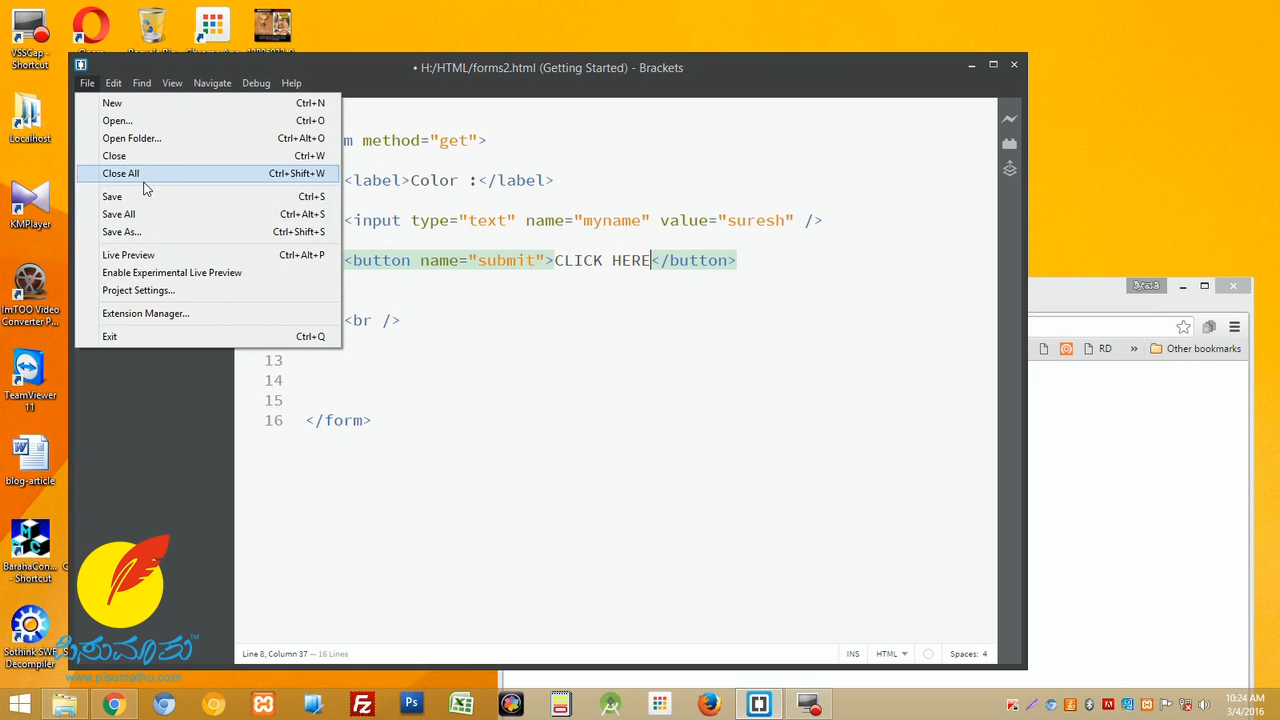 VSSCap - Shortcut
Localhost
KMPlayer
ImTOO Video
Converter P...
TeamViewer
11
blog-article
BarahaCon...
- Shortcut
Sothink SWF
Decompiler
• H:/HTML/forms2.html (Getting Started) - Brackets
File Edit Find View Navigate Debug Help
New Ctrl+N
Open... Ctrl+O
Open Folder... Ctrl+Alt+O
Close Ctrl+W
Close All Ctrl+Shift+W
Save Ctrl+S
Save All Ctrl+Alt+S
Save As... Ctrl+Shift+S
Live Preview Ctrl+Alt+P
Enable Experimental Live Preview
Project Settings...
Extension Manager...
Exit Ctrl+Q
m method="get">
<label>Color :</label>
<input type="text" name="myname" value="suresh" />
<button name="submit">CLICK HERE</button>
<br />
13
14
15
16 </form>
Line 8, Column 37 — 16 Lines
INS HTML Spaces: 4
RD » Other bookmarks
ಪಿಸುಮಾತು TM
www.pisumathu.com
Ps
10:24 AM
3/4/2016